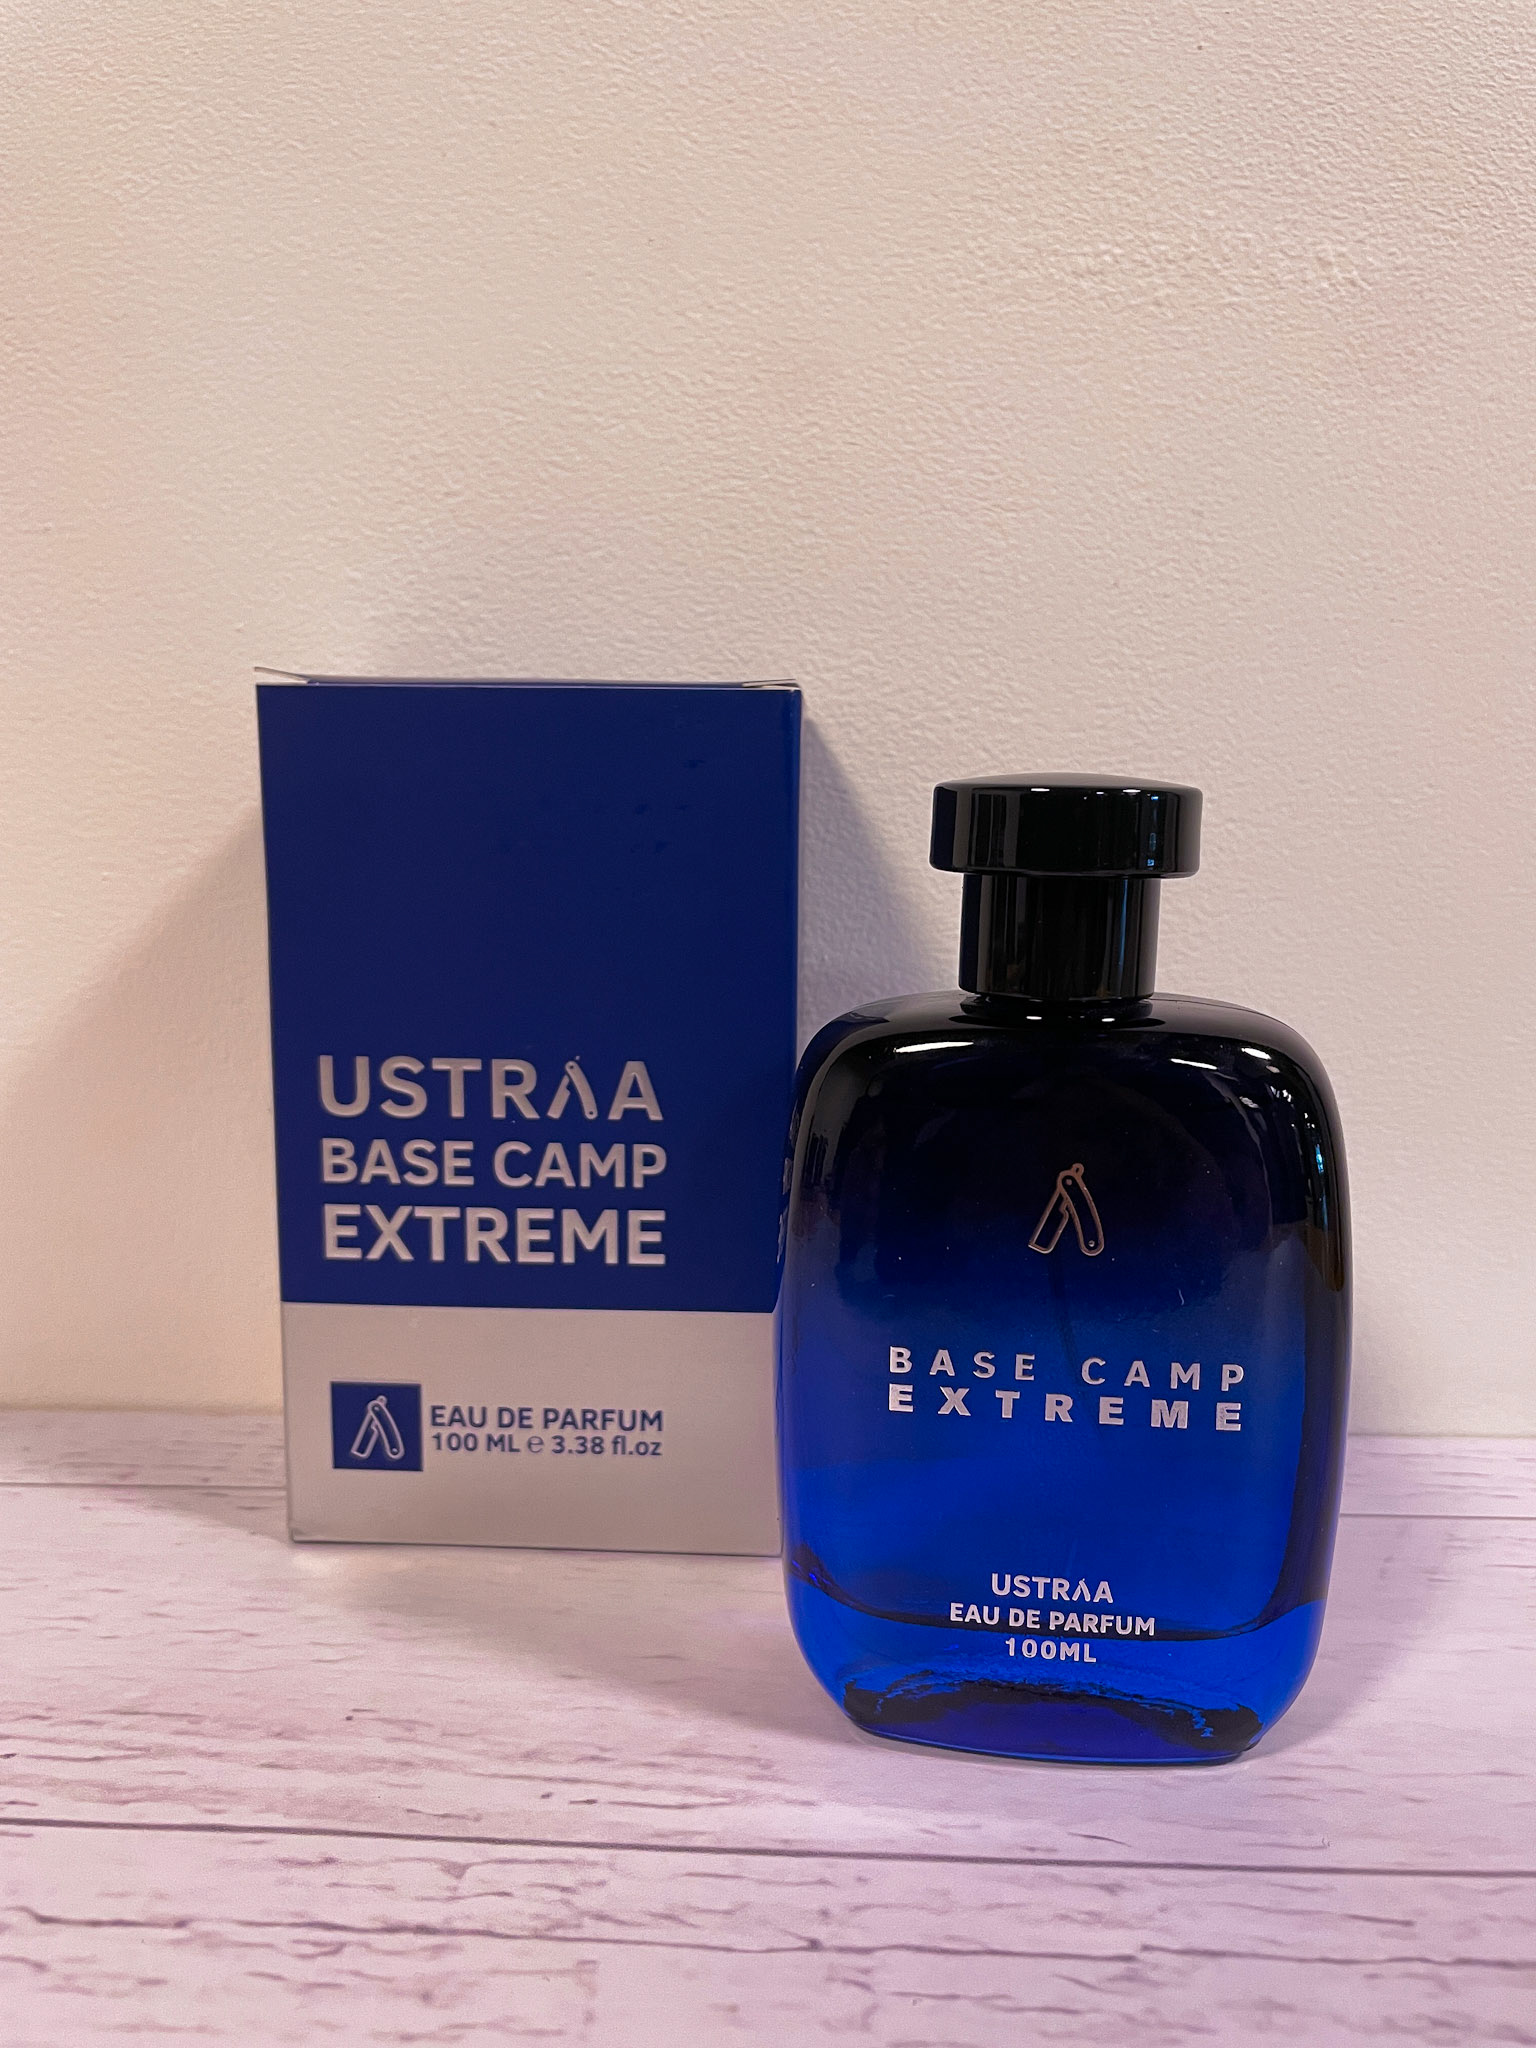 USTRAA
BASE CAMP
EXTREME
EAU DE PARFUM
100 ML ℮ 3.38 fl.oz
BASE CAMP
EXTREME
USTRAA
EAU DE PARFUM
100ML